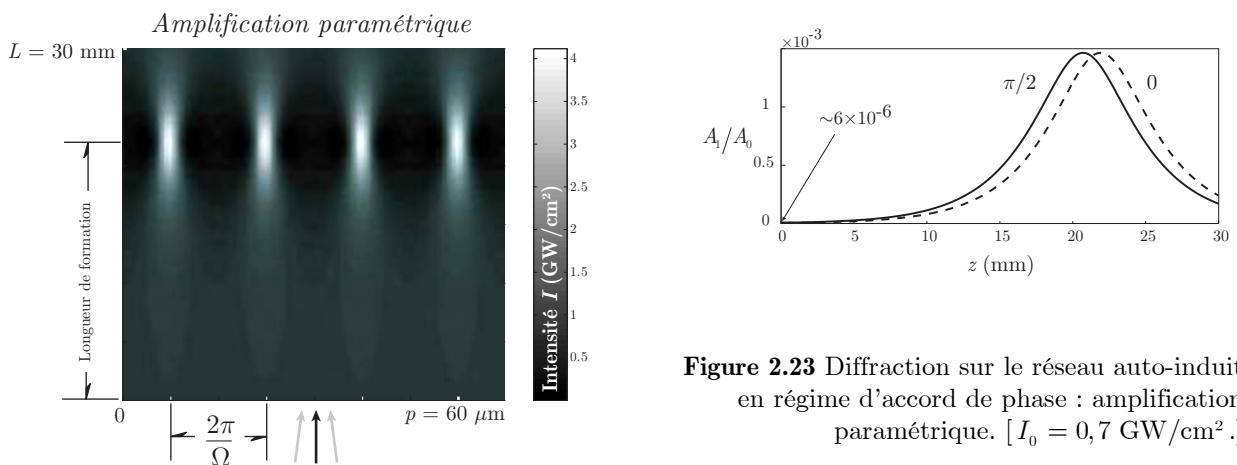 Amplification paramétrique
L = 30 mm
Longueur de formation
0
p = 60 μm
2π
Ω
Intensité I (GW/cm²)
4
3.5
3
2.5
2
1.5
1
0.5
×10⁻³
π/2
0
~6×10⁻⁶
A₁/A₀
1
0.5
0
0 5 10 15 20 25 30
z (mm)
Figure 2.23 Diffraction sur le réseau auto-induit
en régime d'accord de phase : amplification
paramétrique. [ I₀ = 0,7 GW/cm² .]